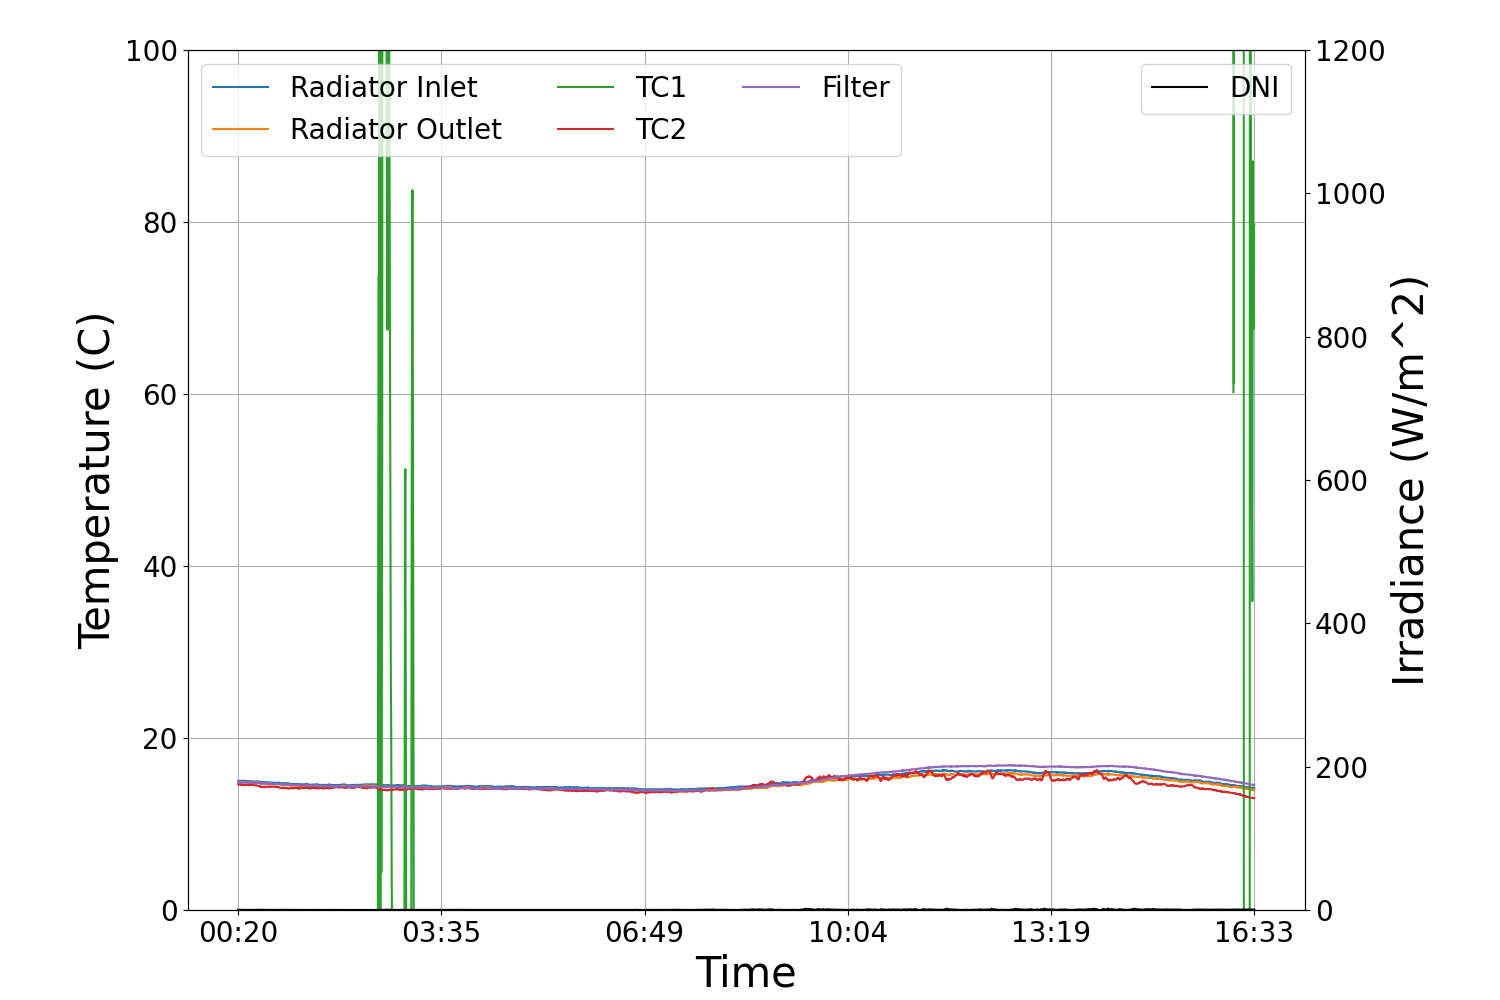 100
80
60
40
20
0
Temperature (C)
Radiator Inlet
Radiator Outlet
TC1
TC2
Filter
DNI
1200
1000
800
600
400
200
0
Irradiance (W/m^2)
00:20 03:35 06:49 10:04 13:19 16:33
Time